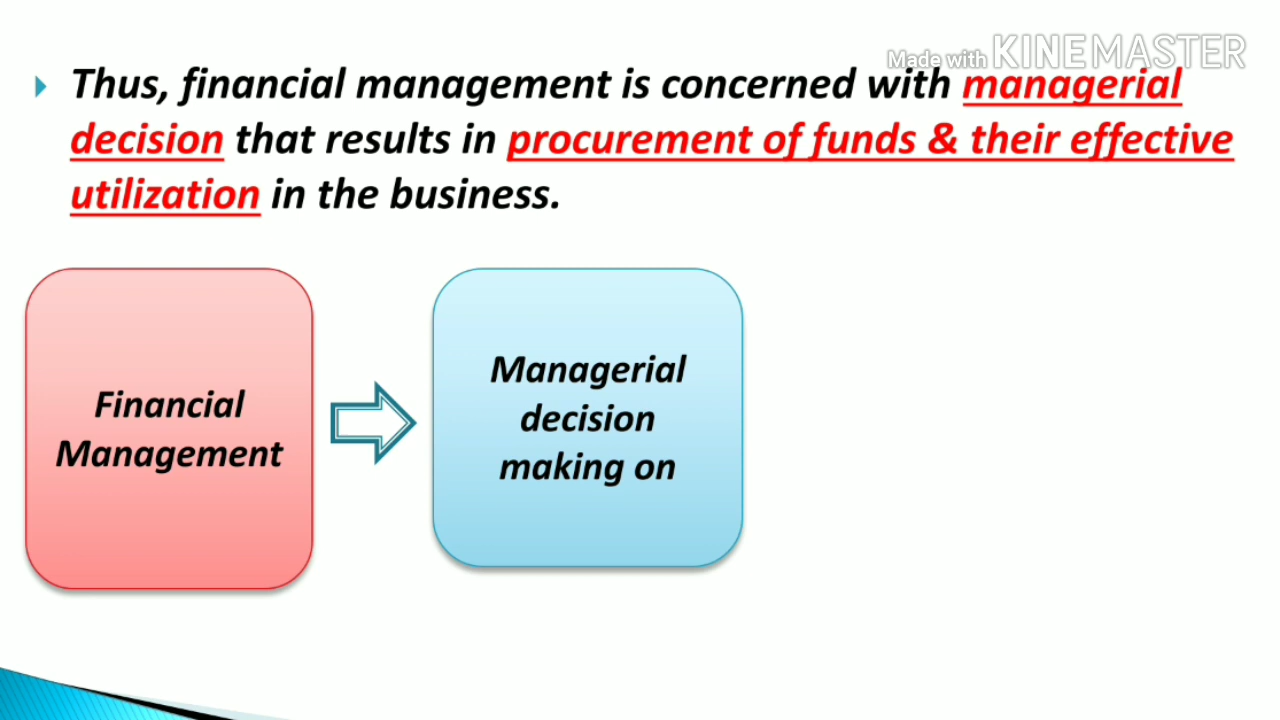 Made with KINEMASTER
Thus, financial management is concerned with managerial
decision that results in procurement of funds & their effective
utilization in the business.
Financial
Management
Managerial
decision
making on